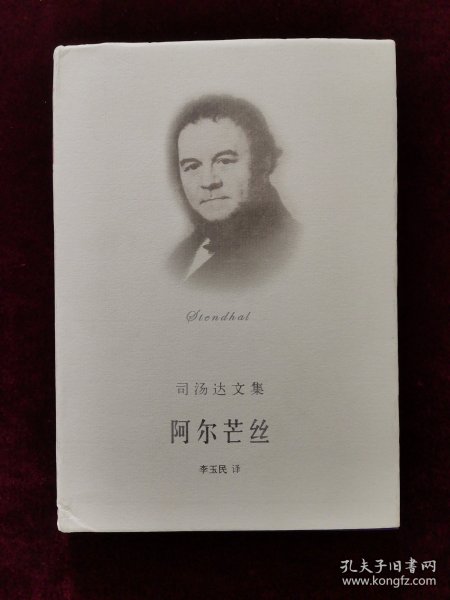 Stendhal
司汤达文集
阿尔芒丝
李玉民 译
孔夫子旧书网
www.kongfz.com